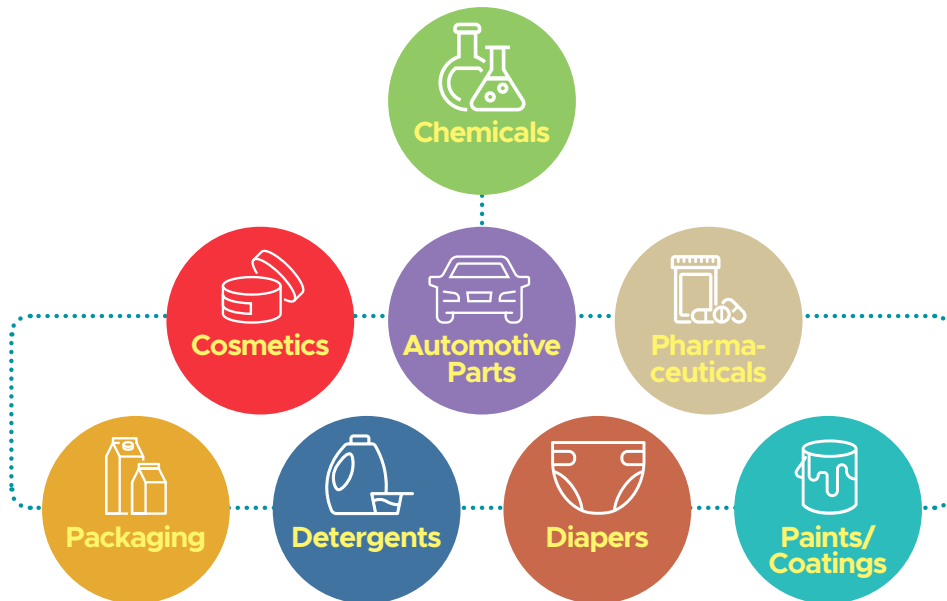 Chemicals
Cosmetics
Automotive
Parts
Pharma-
ceuticals
Packaging
Detergents
Diapers
Paints/
Coatings